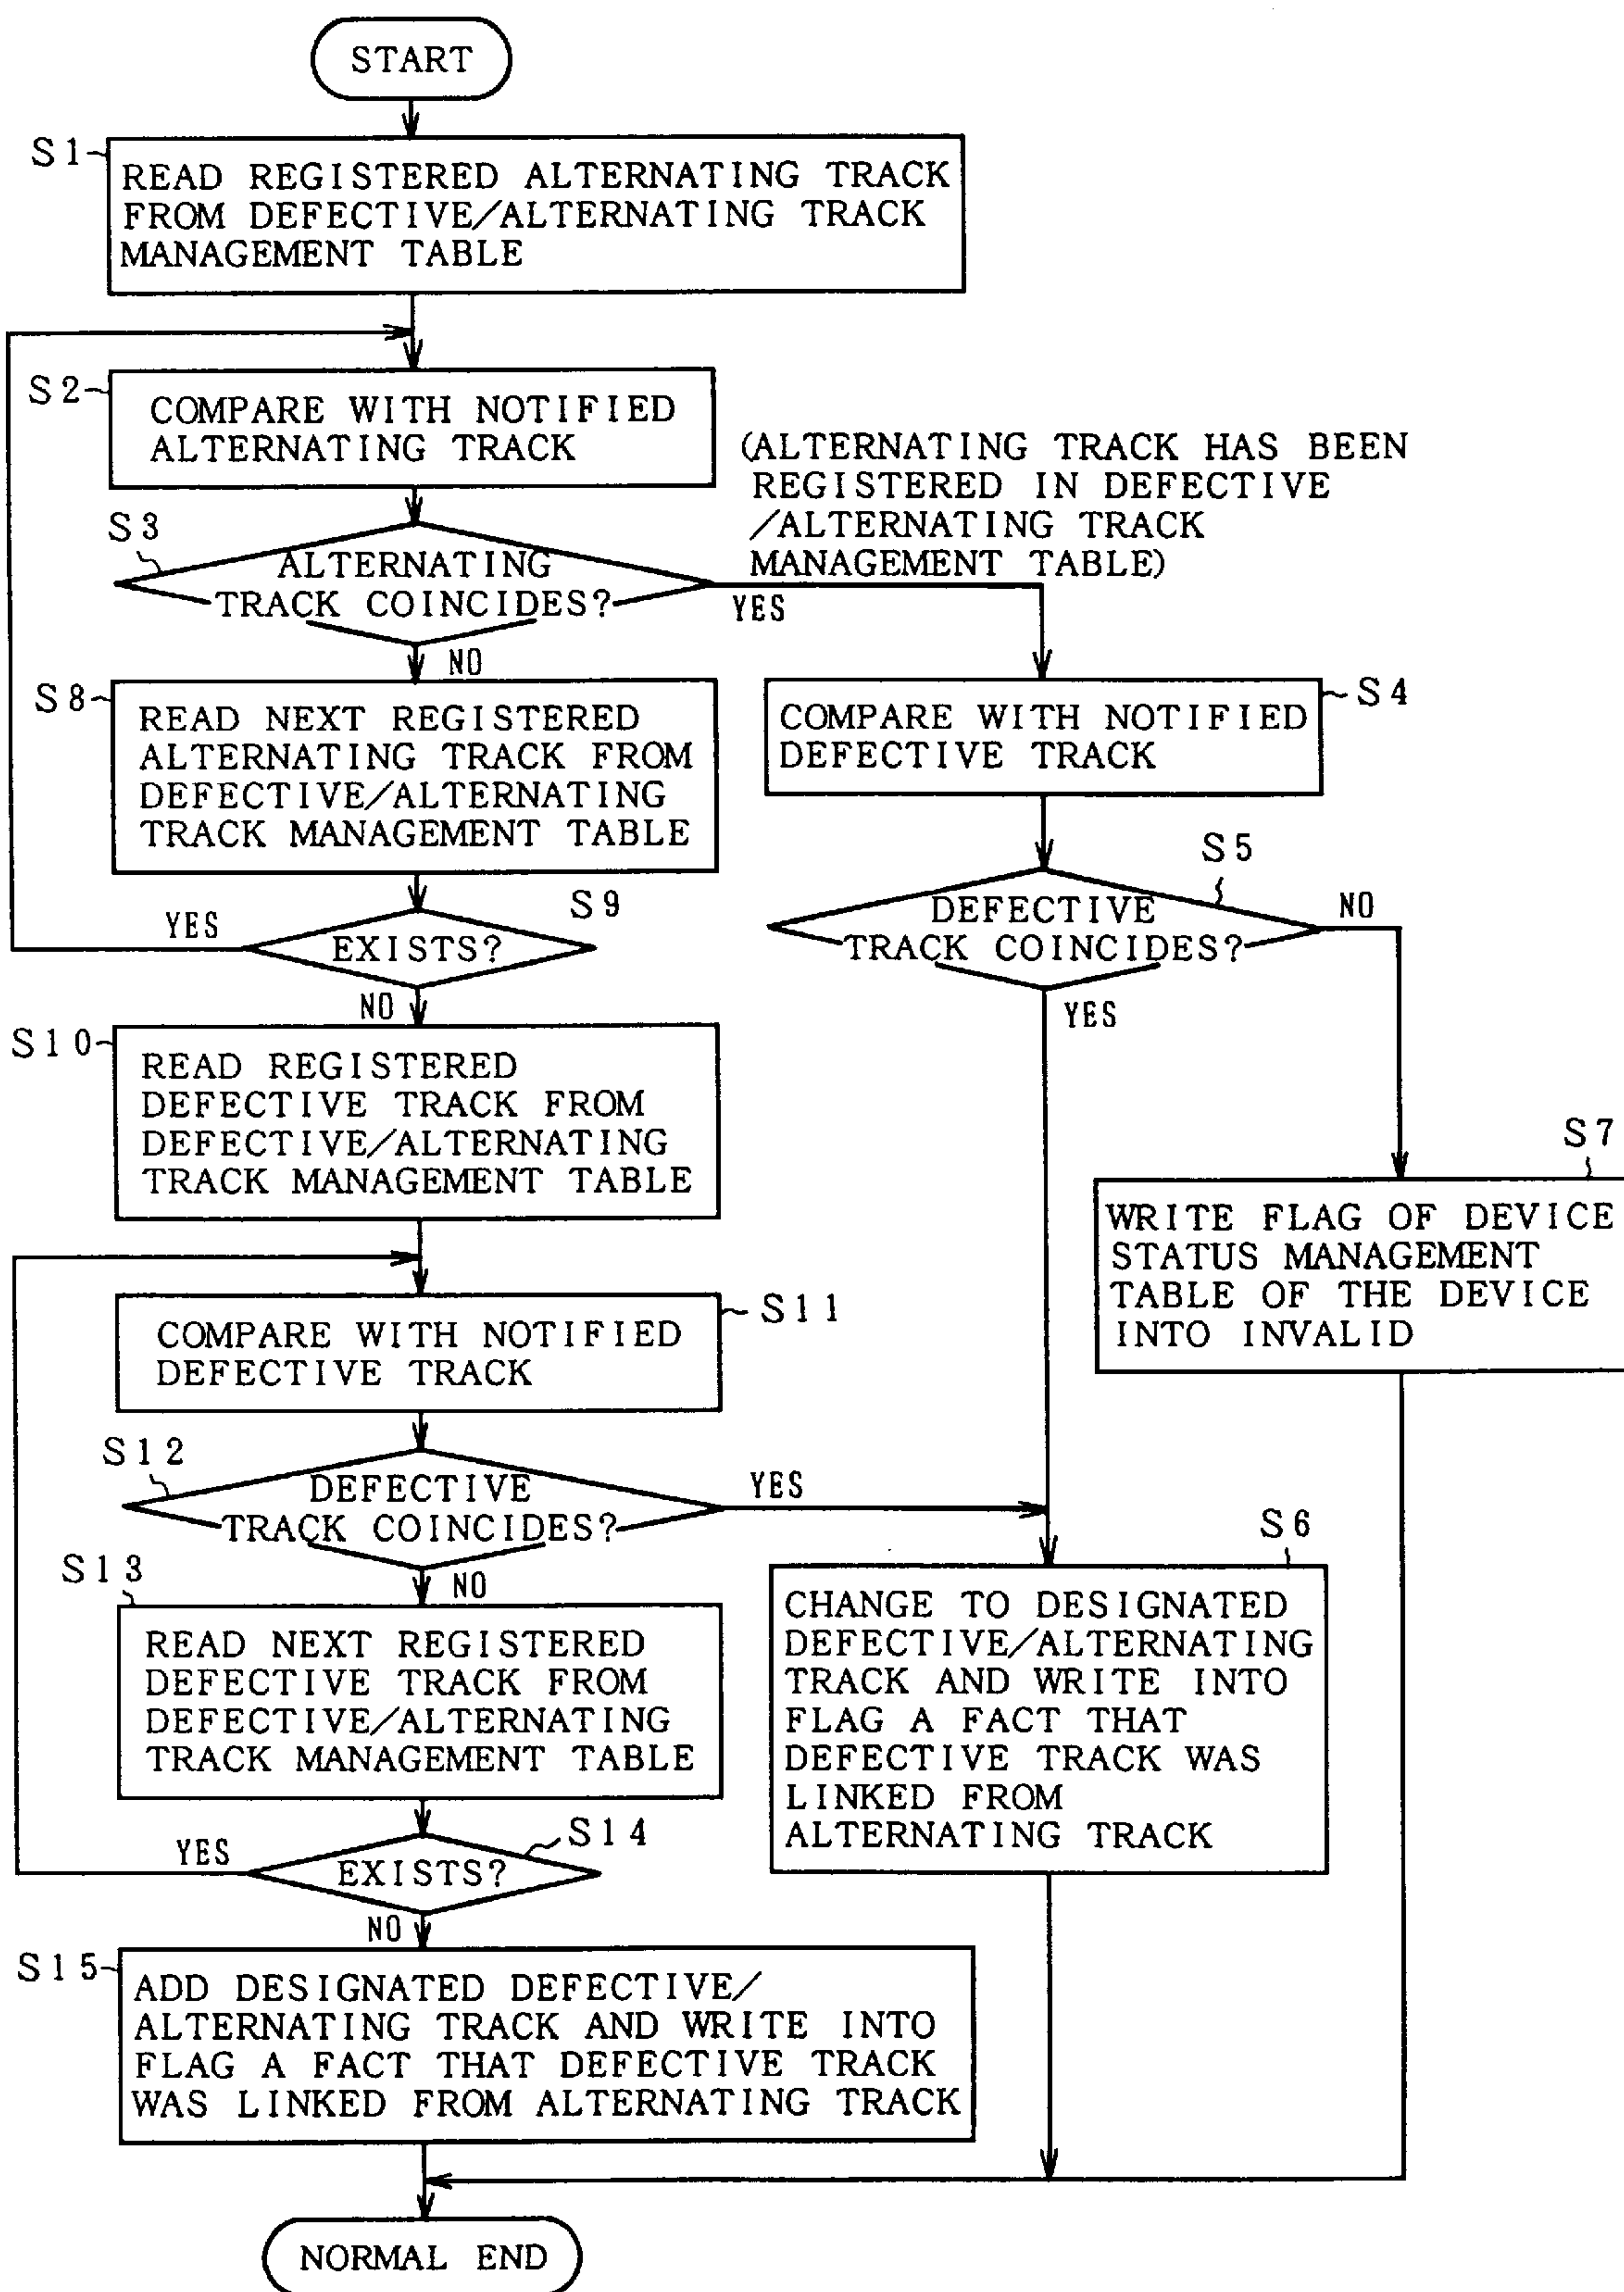 START
S1
READ REGISTERED ALTERNATING TRACK
FROM DEFECTIVE/ALTERNATING TRACK
MANAGEMENT TABLE
S2
COMPARE WITH NOTIFIED
ALTERNATING TRACK
(ALTERNATING TRACK HAS BEEN
REGISTERED IN DEFECTIVE
/ALTERNATING TRACK
MANAGEMENT TABLE)
S3
ALTERNATING
TRACK COINCIDES?
YES
NO
S8
READ NEXT REGISTERED
ALTERNATING TRACK FROM
DEFECTIVE/ALTERNATING
TRACK MANAGEMENT TABLE
S4
COMPARE WITH NOTIFIED
DEFECTIVE TRACK
S5
DEFECTIVE
TRACK COINCIDES?
NO
YES
S9
EXISTS?
YES
NO
S10
READ REGISTERED
DEFECTIVE TRACK FROM
DEFECTIVE/ALTERNATING
TRACK MANAGEMENT TABLE
S7
WRITE FLAG OF DEVICE
STATUS MANAGEMENT
TABLE OF THE DEVICE
INTO INVALID
S11
COMPARE WITH NOTIFIED
DEFECTIVE TRACK
S12
DEFECTIVE
TRACK COINCIDES?
YES
NO
S6
CHANGE TO DESIGNATED
DEFECTIVE/ALTERNATING
TRACK AND WRITE INTO
FLAG A FACT THAT
DEFECTIVE TRACK WAS
LINKED FROM
ALTERNATING TRACK
S13
READ NEXT REGISTERED
DEFECTIVE TRACK FROM
DEFECTIVE/ALTERNATING
TRACK MANAGEMENT TABLE
S14
EXISTS?
YES
NO
S15
ADD DESIGNATED DEFECTIVE/
ALTERNATING TRACK AND WRITE INTO
FLAG A FACT THAT DEFECTIVE TRACK
WAS LINKED FROM ALTERNATING TRACK
NORMAL END